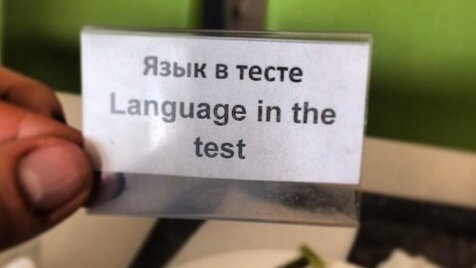 Язык в тесте
Language in the
test